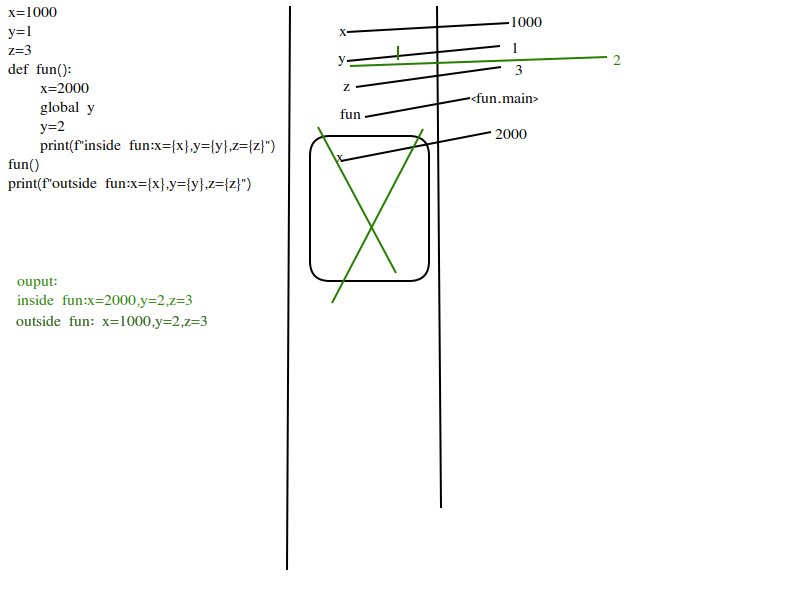 x=1000
y=1
z=3
def fun():
x=2000
global y
y=2
print(f"inside fun:x={x},y={y},z={z}")
fun()
print(f"outside fun:x={x},y={y},z={z}")
ouput:
inside fun:x=2000,y=2,z=3
outside fun: x=1000,y=2,z=3
x 1000
y 1
2
z 3
fun <fun.main>
x 2000